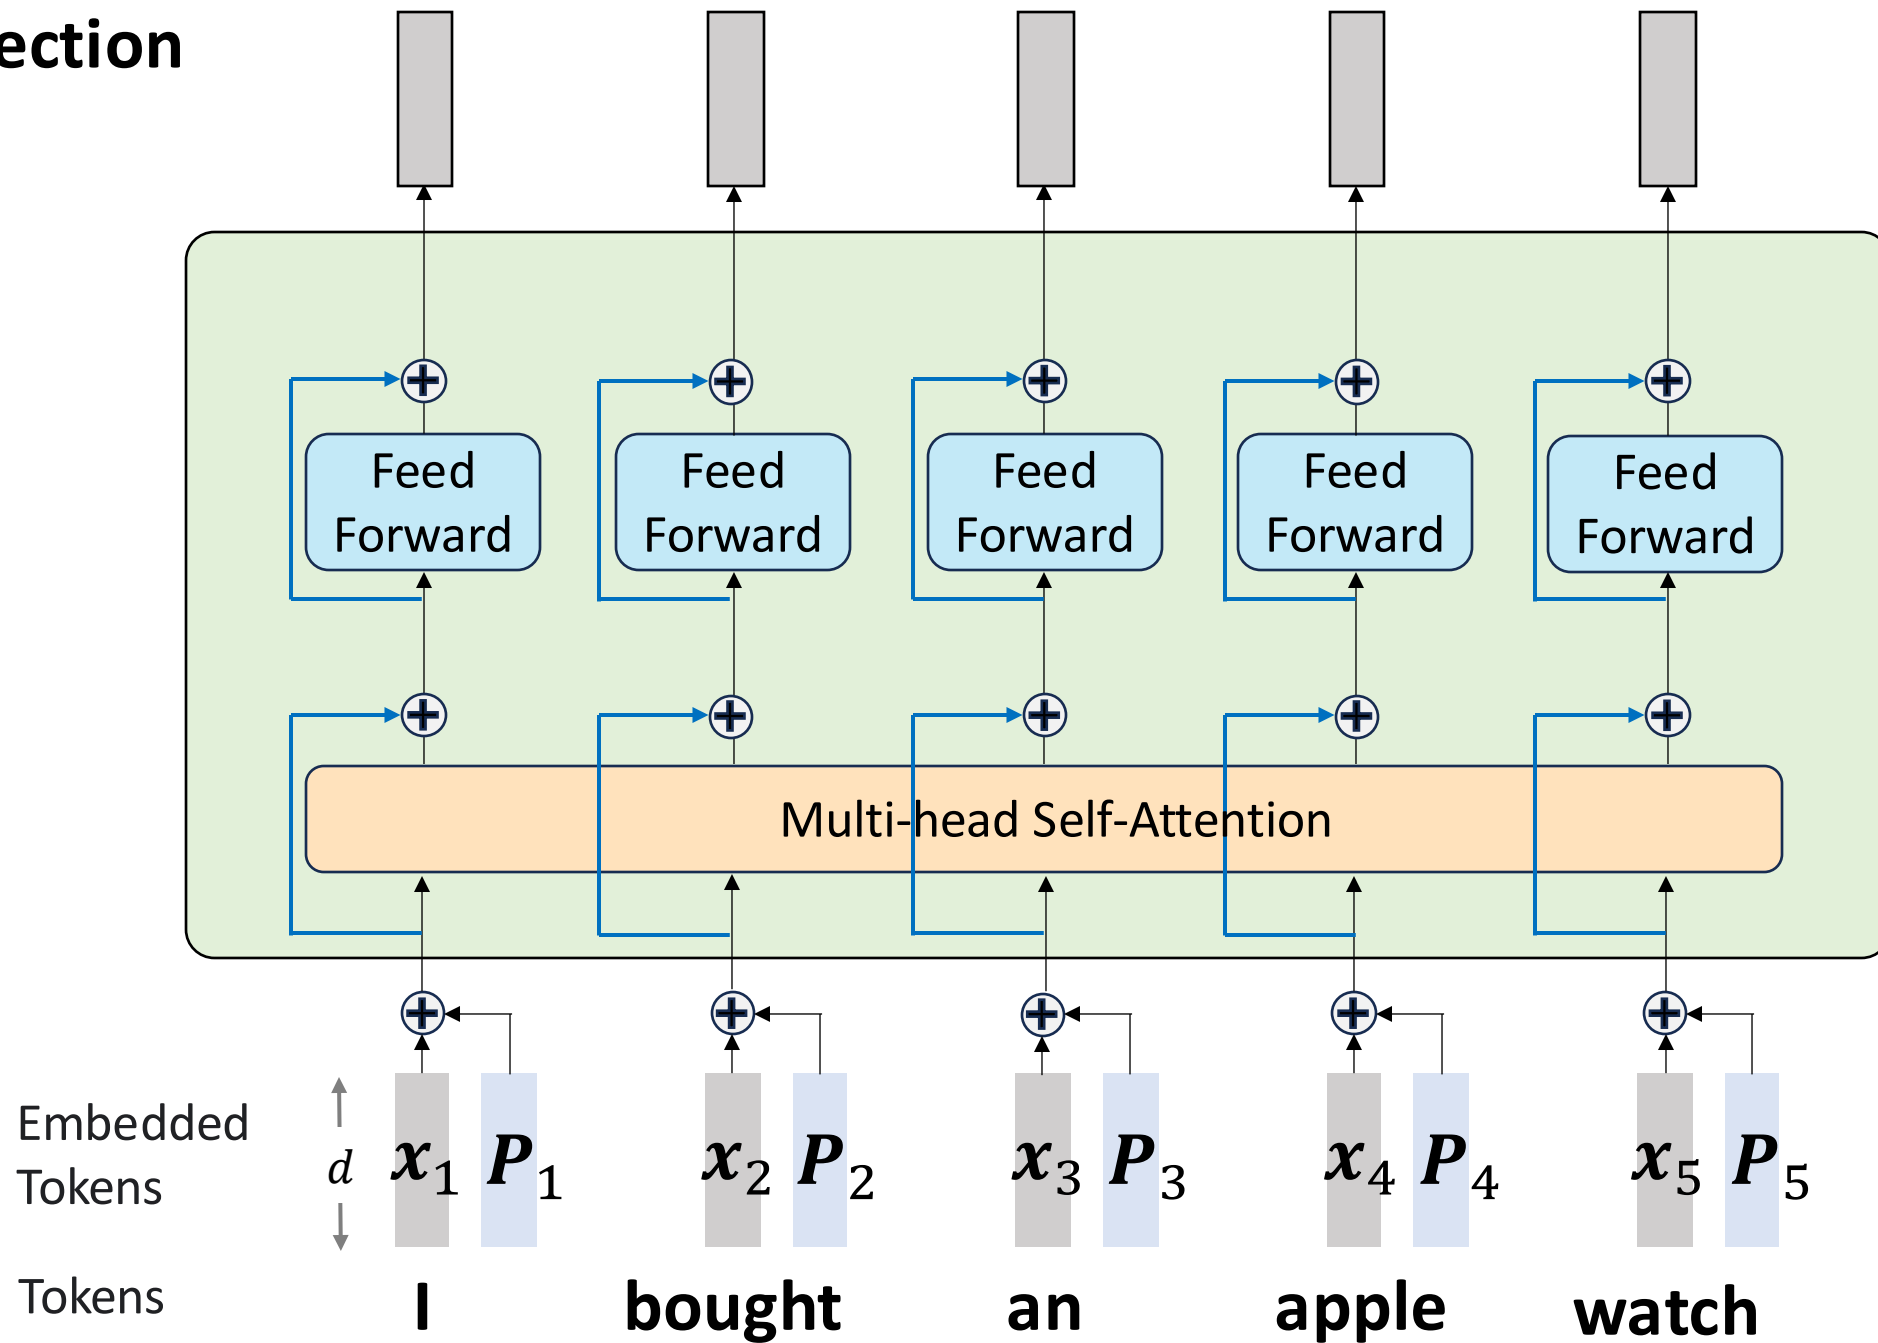 ection
Feed Forward
Feed Forward
Feed Forward
Feed Forward
Feed Forward
Multi-head Self-Attention
Embedded
Tokens
d
x1 P1 x2 P2 x3 P3 x4 P4 x5 P5
Tokens
I bought an apple watch